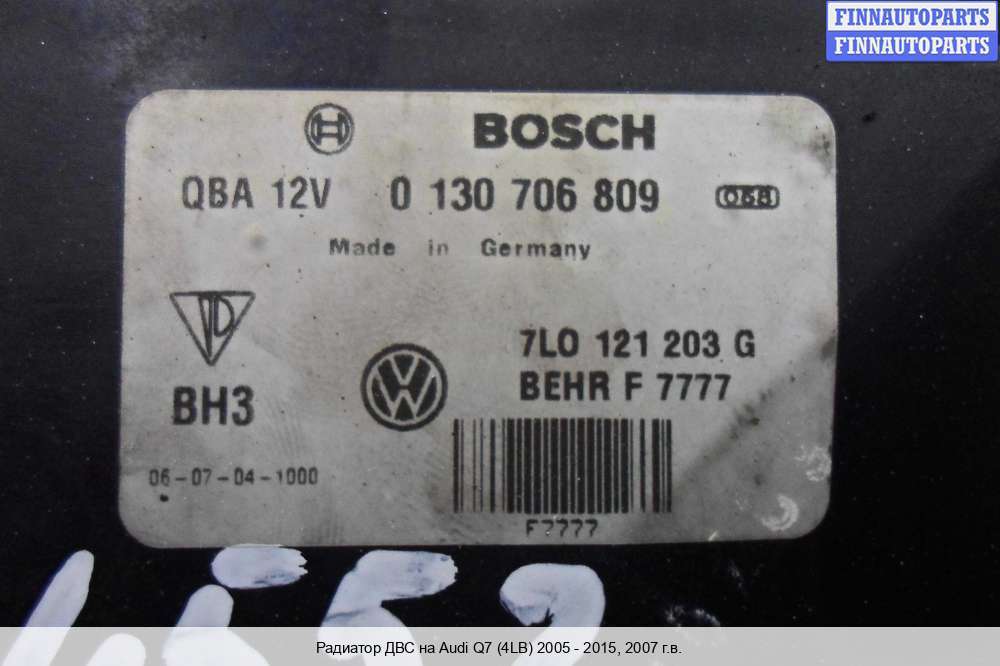 FINNAUTOPARTS
FINNAUTOPARTS
BOSCH
QBA 12V 0 130 706 809 068
Made in Germany
7L0 121 203 G
BEHR F 7777
BH3
06-07-04-1000
F7777
Радиатор ДВС на Audi Q7 (4LB) 2005 - 2015, 2007 г.в.